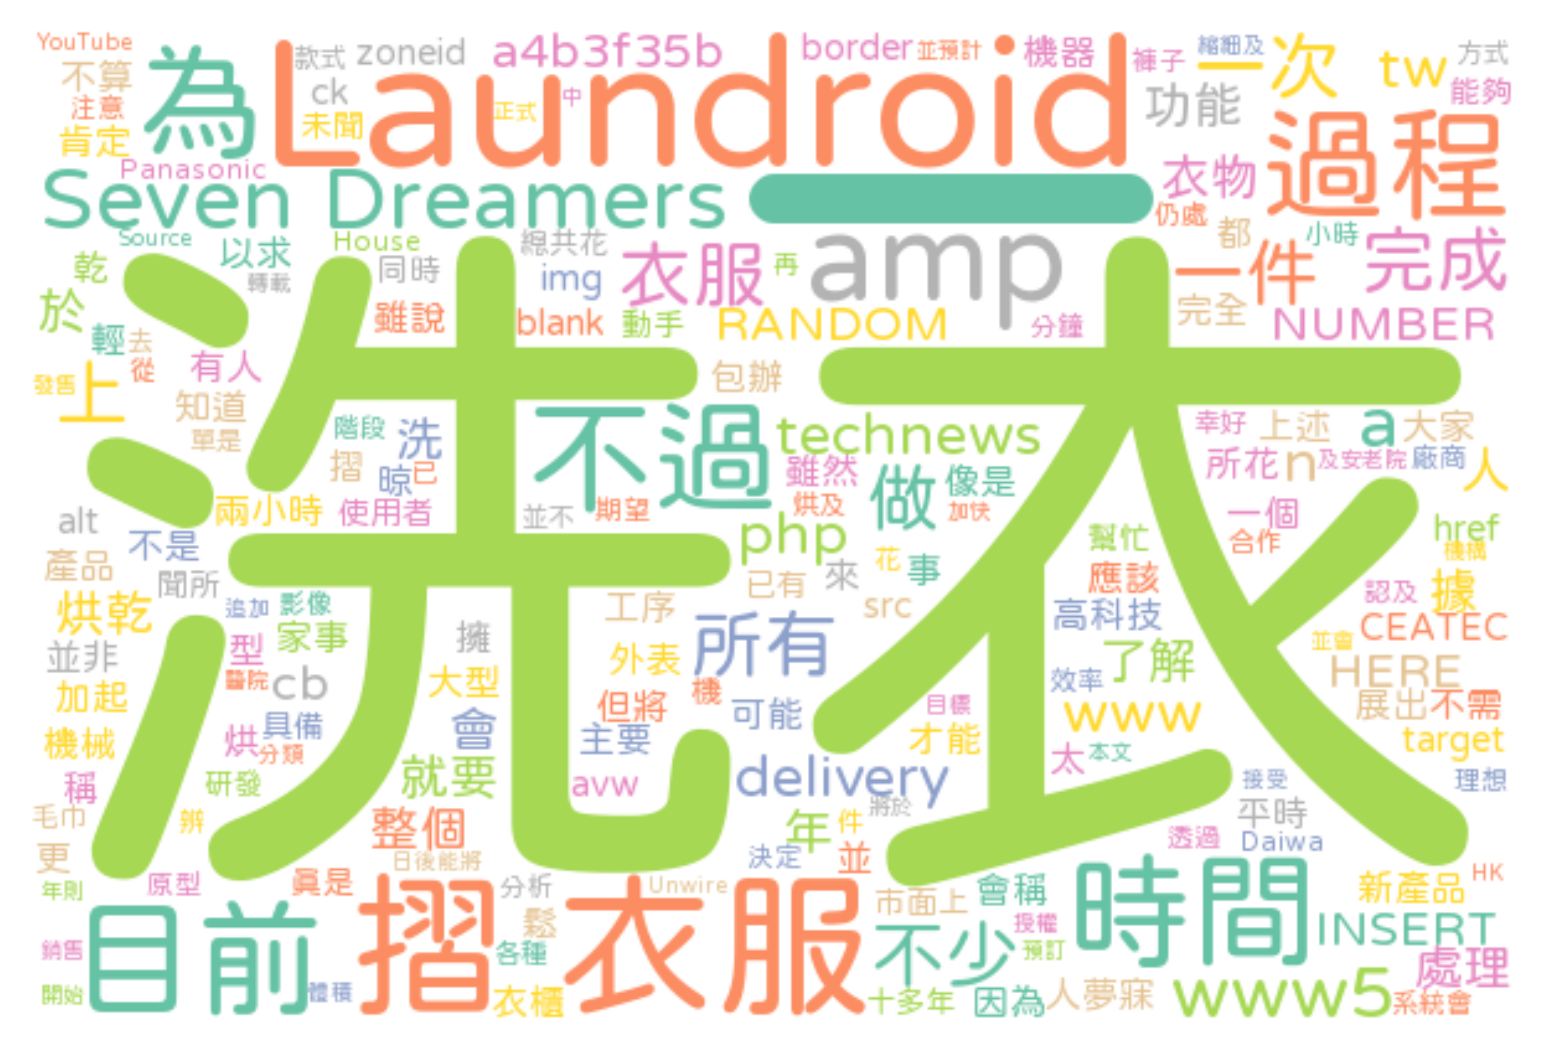 YouTube
款式
zoneid
a4b3f35b
border
並預計
機器
褲子
縮細及
一次
tw
方式
不算
為
Laundroid
ck
正式
中
功能
能夠
注意
未聞
肯定
過程
Panasonic
衣物
Seven Dreamers
一
仍處
都
小時
Source
以求
House
總共花
衣服
再
amp
一件
完成
乾
轉載
同時
img
完全
於
雖說
blank
動手
RANDOM
分鐘
NUMBER
輕
去
從
有人
包辦
發售
上
知道
單是
階段
洗
不過
technews
幸好
上述
a
大家
洗衣
摺
晾
已
雖然
做
像是
所花
n
及安老院
廠商
人
兩小時
使用者
並不
期望
烘及
加快
一個
alt
不是
php
花
事
幫忙
合作
href
機構
產品
聞所
已有
來
應該
認及
據
烘乾
追加
影像
工序
src
高科技
CEATEC
並非
型
家事
擁
外表
所有
了解
並會
HERE
加起
醫院
cb
大型
但將
機
可能
目標
效率
www
展出
不需
機械
烘
分類
具備
會
主要
才能
太
本文
target
稱
研發
就要
avw
delivery
接受
理想
毛巾
辨
整個
年
件
將於
平時
更
日後能將
決定
並
透過
Daiwa
年則
原型
真是
分析
Unwire
市面上
會稱
時間
新產品
HK
目前
摺衣服
鬆
不少
授權
INSERT
銷售
各種
預訂
處理
開始
體積
衣櫃
十多年
因為
人夢寐
www5
系統會